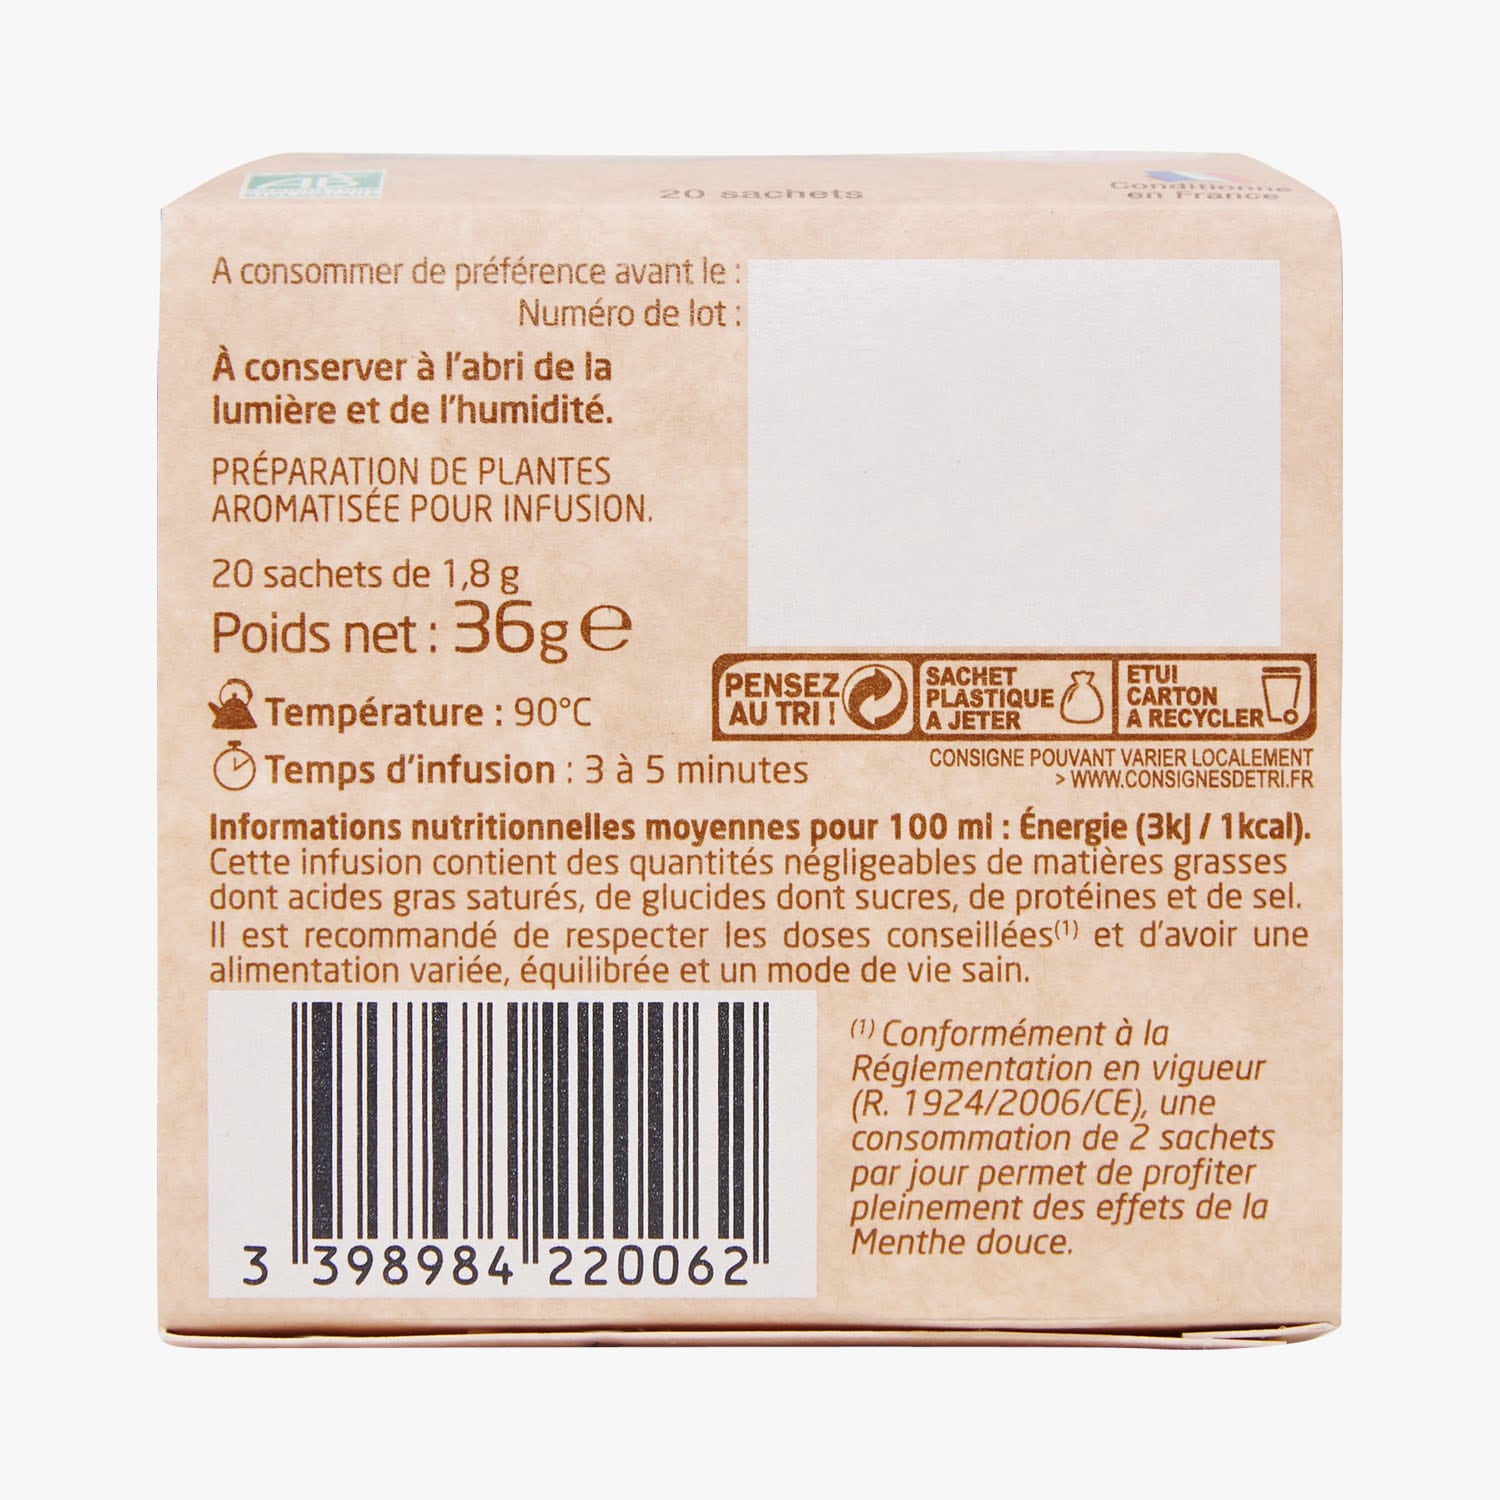 20 sachets
Conditionné
en France
A consommer de préférence avant le :
Numéro de lot :
À conserver à l'abri de la
lumière et de l'humidité.
PRÉPARATION DE PLANTES
AROMATISÉE POUR INFUSION.
20 sachets de 1,8 g
Poids net : 36g e
PENSEZ
AU TRI !
SACHET
PLASTIQUE
A JETER
ETUI
CARTON
A RECYCLER
CONSIGNE POUVANT VARIER LOCALEMENT
> WWW.CONSIGNESDETRI.FR
Température : 90°C
Temps d'infusion : 3 à 5 minutes
Informations nutritionnelles moyennes pour 100 ml : Énergie (3kJ / 1kcal).
Cette infusion contient des quantités négligeables de matières grasses
dont acides gras saturés, de glucides dont sucres, de protéines et de sel.
Il est recommandé de respecter les doses conseillées(1) et d'avoir une
alimentation variée, équilibrée et un mode de vie sain.
3 398984 220062
(1) Conformément à la
Réglementation en vigueur
(R. 1924/2006/CE), une
consommation de 2 sachets
par jour permet de profiter
pleinement des effets de la
Menthe douce.